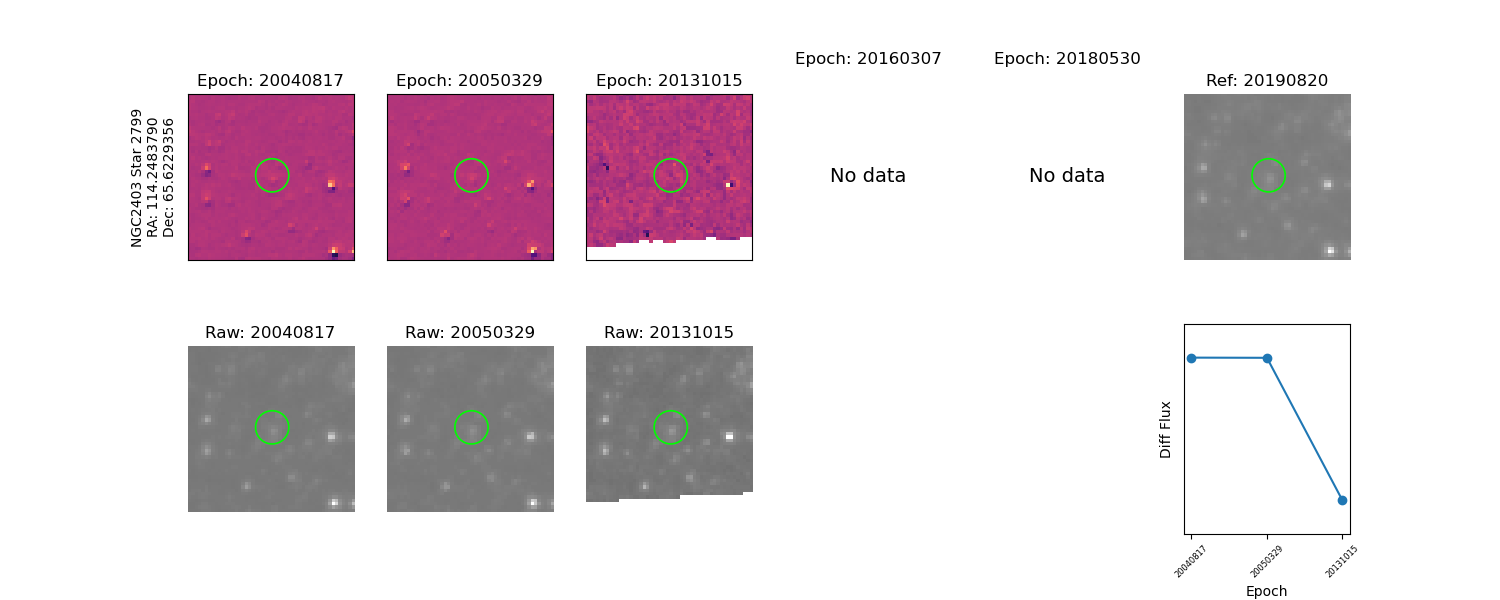 Epoch: 20040817
Epoch: 20050329
Epoch: 20131015
Epoch: 20160307
Epoch: 20180530
Ref: 20190820
NGC2403 Star 2799
RA: 114.2483790
Dec: 65.6229356
No data
No data
Raw: 20040817
Raw: 20050329
Raw: 20131015
Diff Flux
20040817
20050329
20131015
Epoch